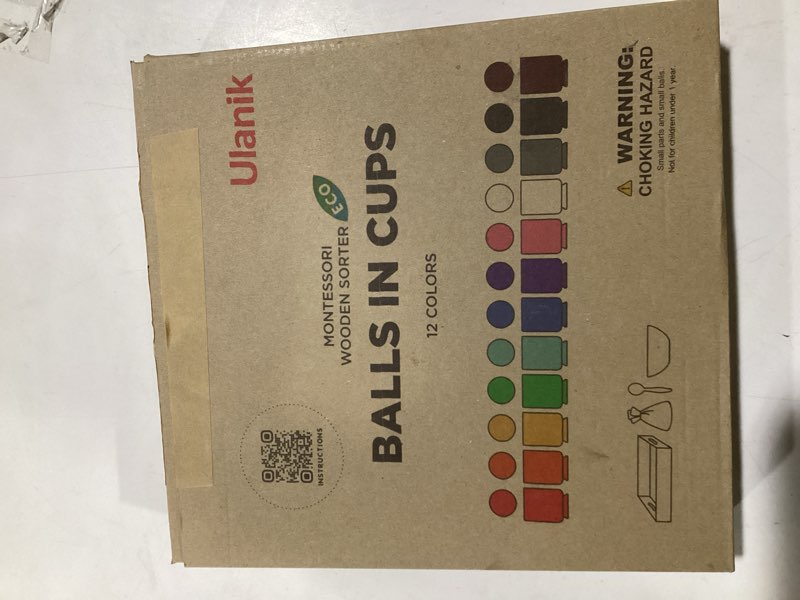 Ulanik
MONTESSORI
WOODEN SORTER
ECO
BALLS IN CUPS
12 COLORS
INSTRUCTIONS
WARNING:
CHOKING HAZARD
Small parts and small balls.
Not for children under 1 year.